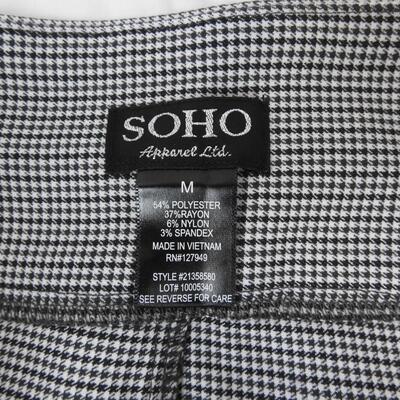 SOHO
Apparel Ltd.
M
54% POLYESTER
37%RAYON
6% NYLON
3% SPANDEX
MADE IN VIETNAM
RN#127949
STYLE #21358580
LOT# 10005340
SEE REVERSE FOR CARE